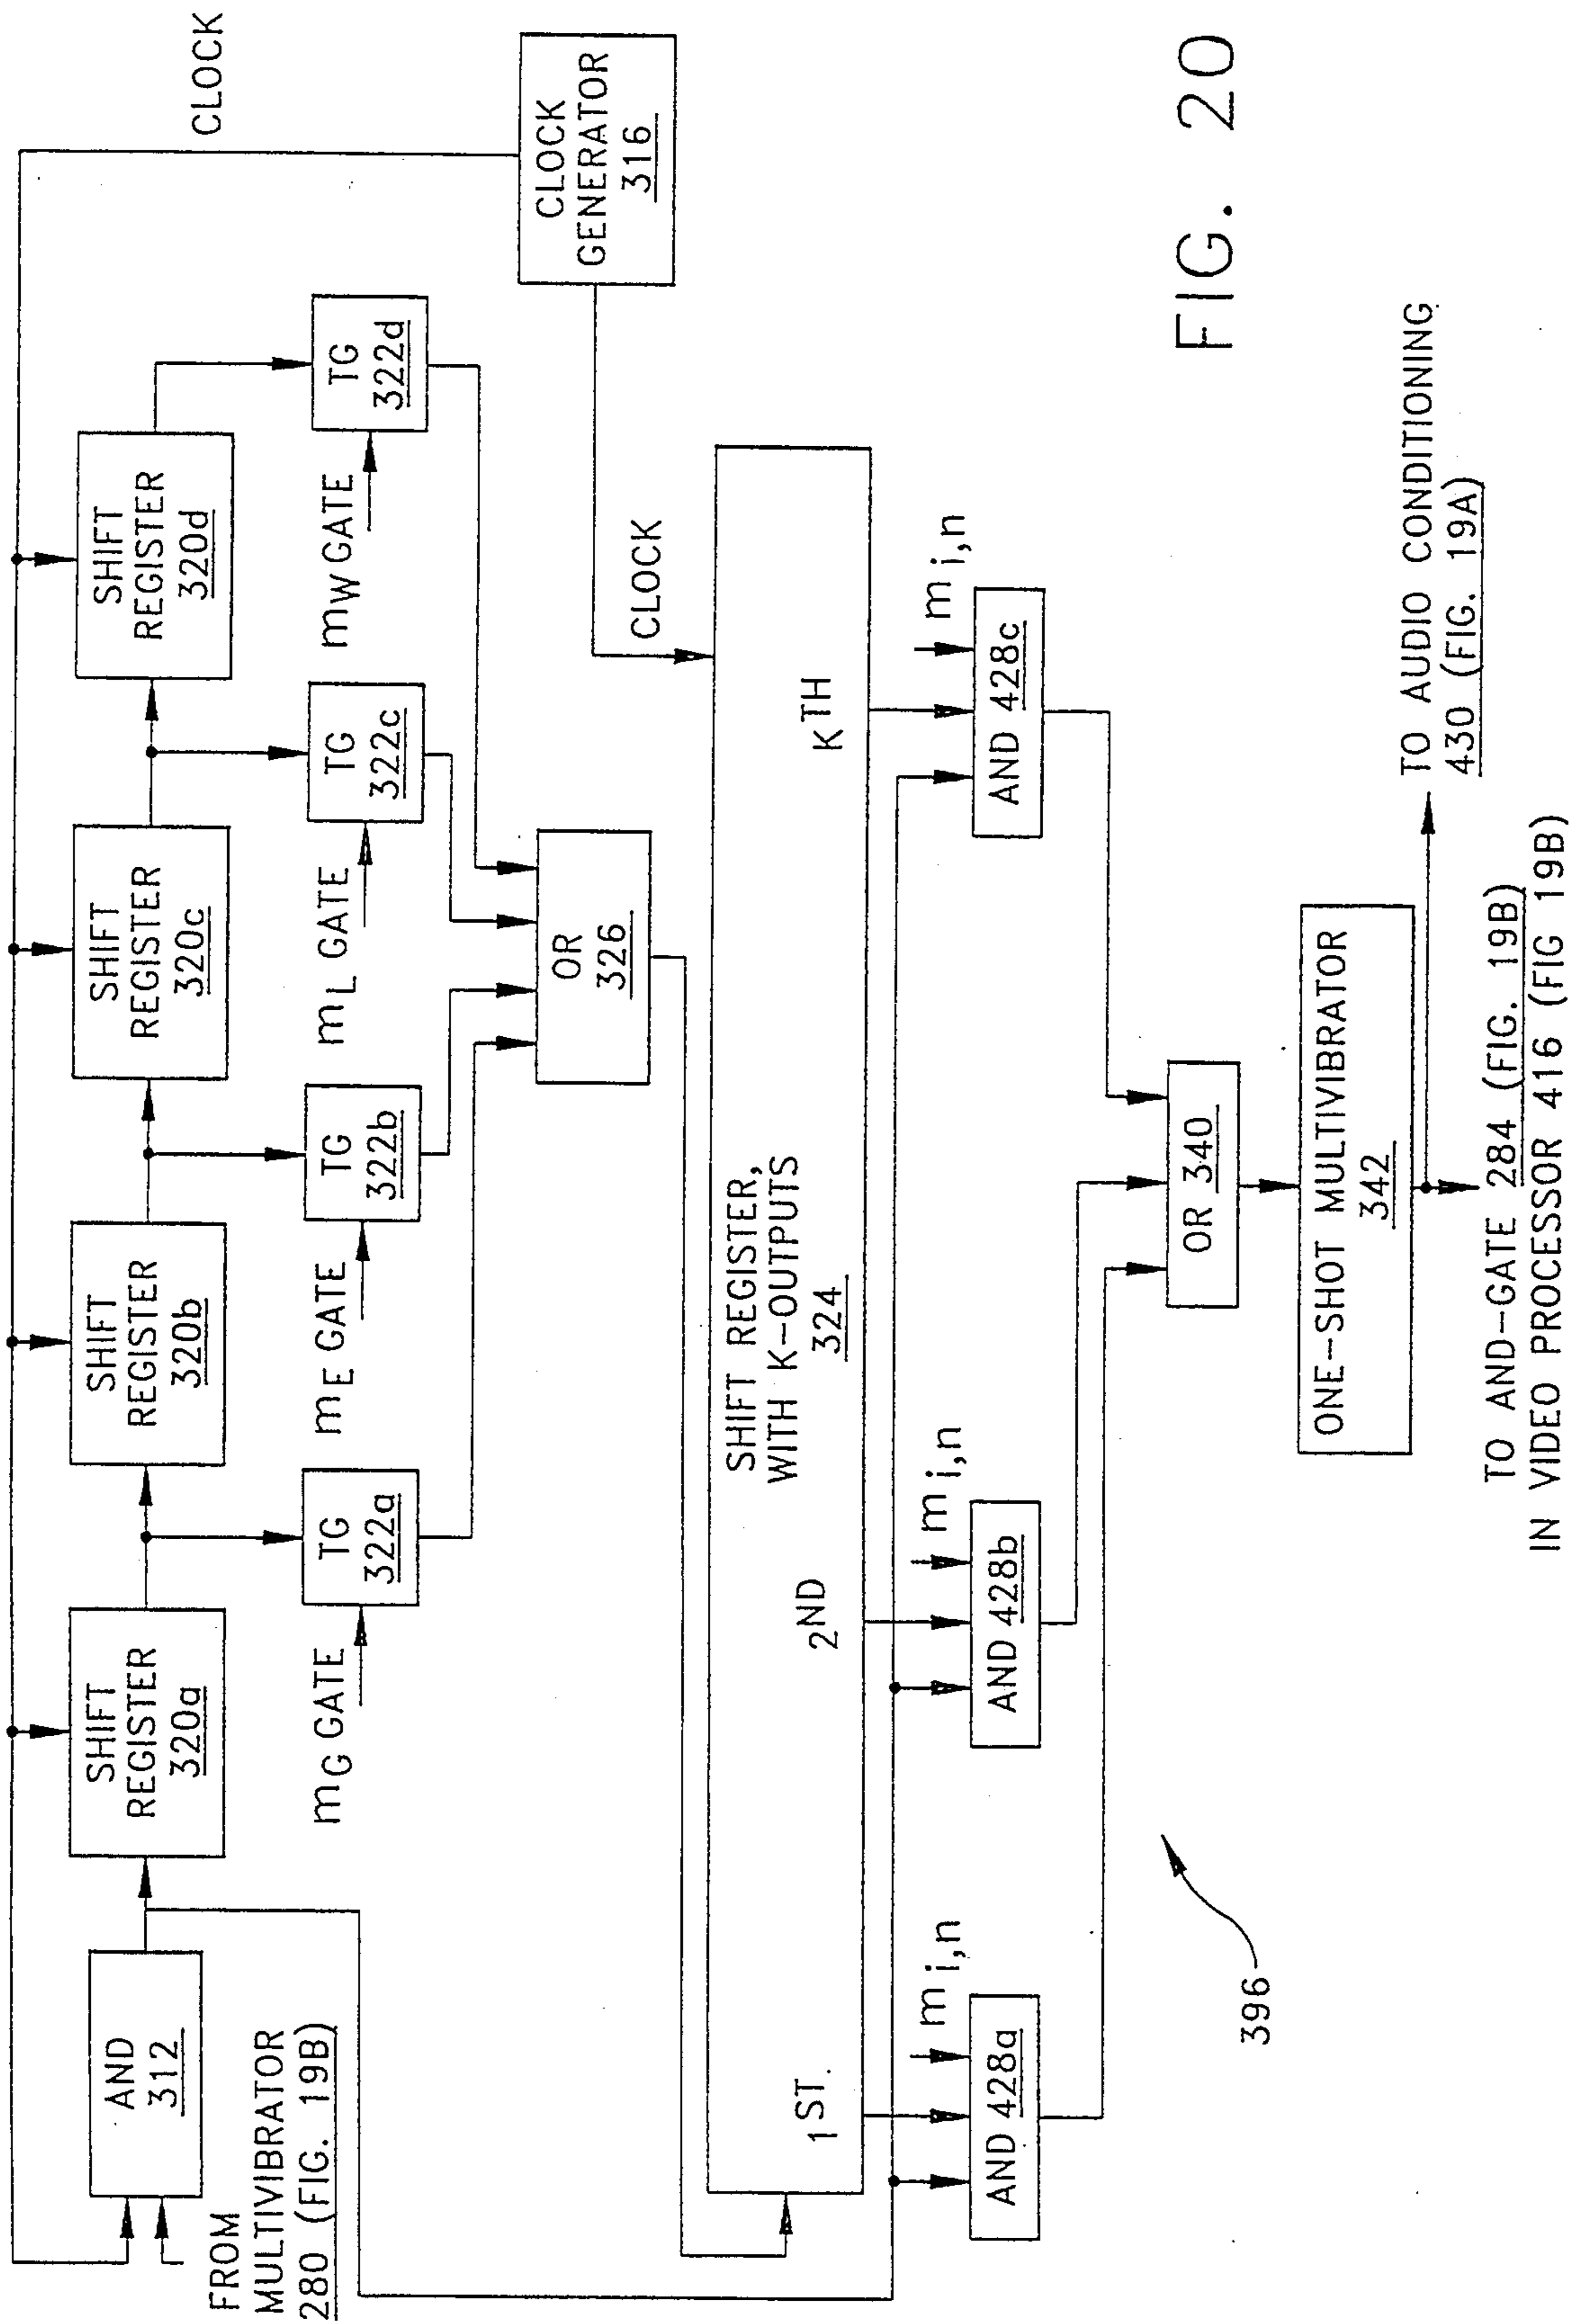 CLOCK
AND
312
SHIFT
REGISTER
320a
SHIFT
REGISTER
320b
SHIFT
REGISTER
320c
SHIFT
REGISTER
320d
FROM
MULTIVIBRATOR
280 (FIG. 19B)
mG GATE
TG
322a
mE GATE
TG
322b
mL GATE
TG
322c
mW GATE
TG
322d
CLOCK
GENERATOR
316
OR
326
CLOCK
SHIFT REGISTER,
WITH K-OUTPUTS
324
1ST.
2ND
KTH
m i,n
m i,n
m i,n
AND 428a
AND 428b
AND 428c
OR 340
ONE-SHOT MULTIVIBRATOR
342
396
TO AUDIO CONDITIONING
430 (FIG. 19A)
TO AND-GATE 284 (FIG. 19B)
IN VIDEO PROCESSOR 416 (FIG 19B)
FIG. 20